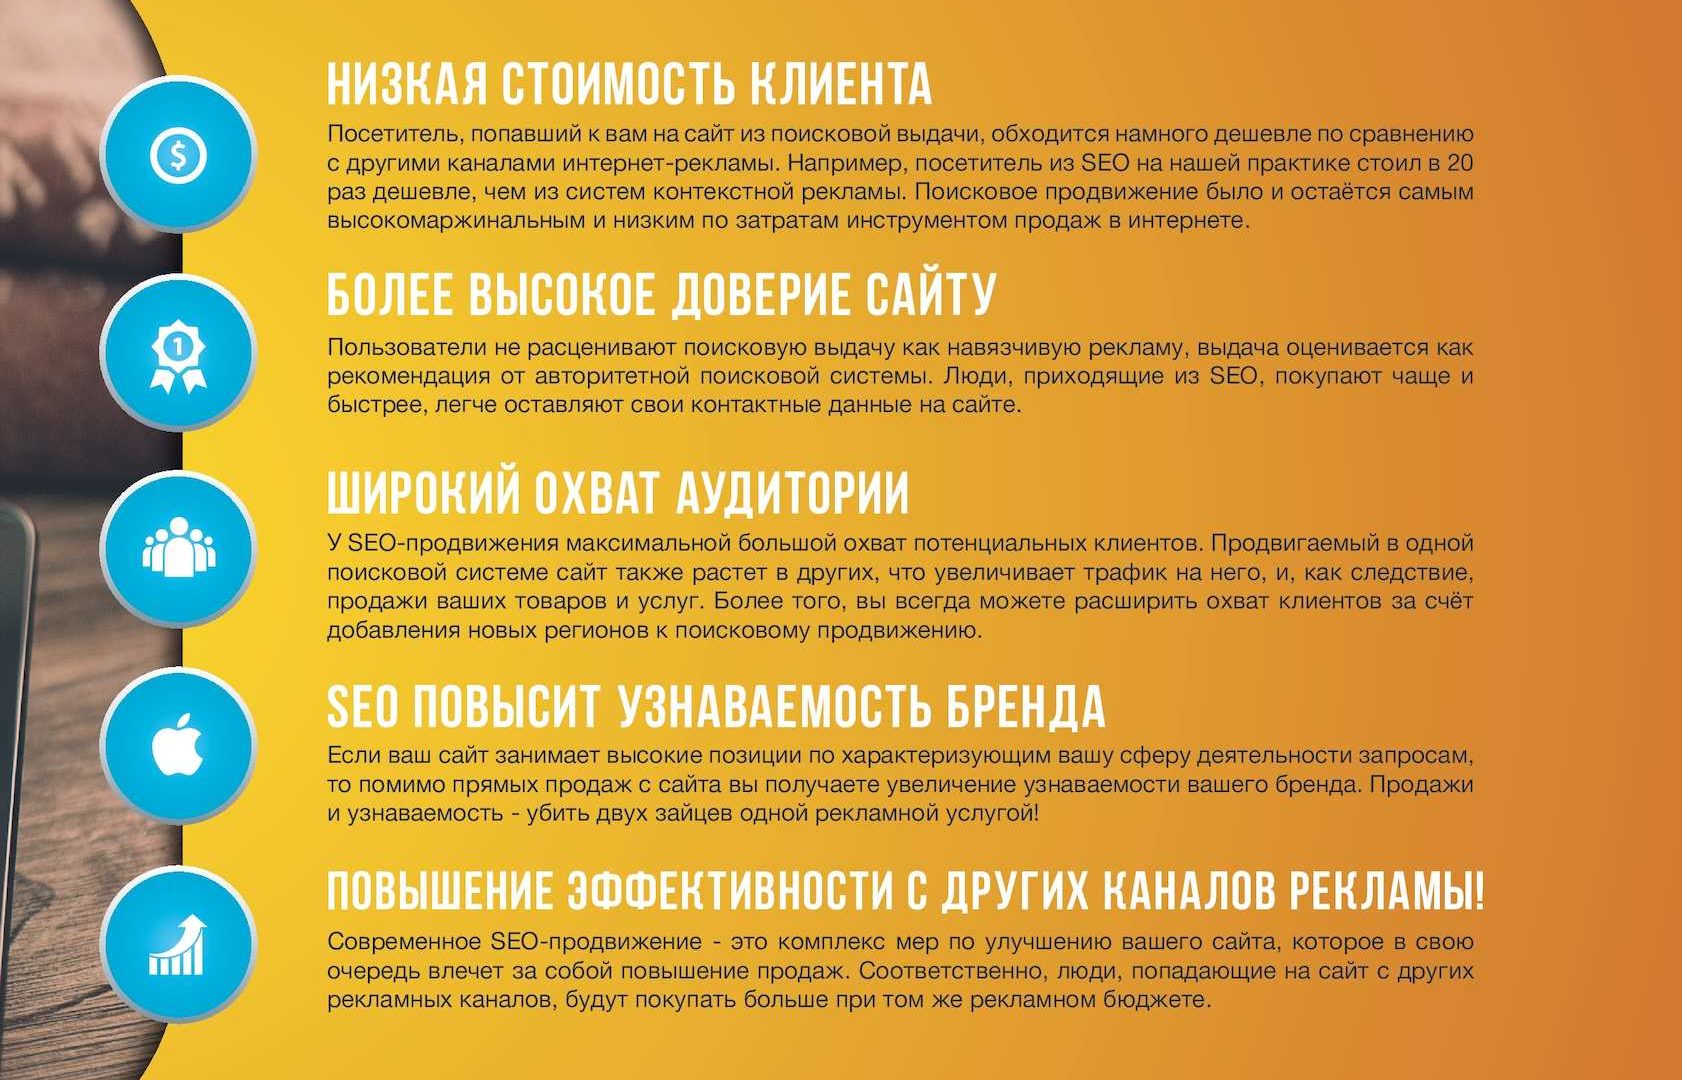 НИЗКАЯ СТОИМОСТЬ КЛИЕНТА
Посетитель, попавший к вам на сайт из поисковой выдачи, обходится намного дешевле по сравнению
с другими каналами интернет-рекламы. Например, посетитель из SEO на нашей практике стоил в 20
раз дешевле, чем из систем контекстной рекламы. Поисковое продвижение было и остаётся самым
высокомаржинальным и низким по затратам инструментом продаж в интернете.
БОЛЕЕ ВЫСОКОЕ ДОВЕРИЕ САЙТУ
1
Пользователи не расценивают поисковую выдачу как навязчивую рекламу, выдача оценивается как
рекомендация от авторитетной поисковой системы. Люди, приходящие из SEO, покупают чаще и
быстрее, легче оставляют свои контактные данные на сайте.
ШИРОКИЙ ОХВАТ АУДИТОРИИ
У SEO-продвижения максимальной большой охват потенциальных клиентов. Продвигаемый в одной
поисковой системе сайт также растет в других, что увеличивает трафик на него, и, как следствие,
продажи ваших товаров и услуг. Более того, вы всегда можете расширить охват клиентов за счёт
добавления новых регионов к поисковому продвижению.
SEO ПОВЫСИТ УЗНАВАЕМОСТЬ БРЕНДА
Если ваш сайт занимает высокие позиции по характеризующим вашу сферу деятельности запросам,
то помимо прямых продаж с сайта вы получаете увеличение узнаваемости вашего бренда. Продажи
и узнаваемость - убить двух зайцев одной рекламной услугой!
ПОВЫШЕНИЕ ЭФФЕКТИВНОСТИ С ДРУГИХ КАНАЛОВ РЕКЛАМЫ!
Современное SEO-продвижение - это комплекс мер по улучшению вашего сайта, которое в свою
очередь влечет за собой повышение продаж. Соответственно, люди, попадающие на сайт с других
рекламных каналов, будут покупать больше при том же рекламном бюджете.